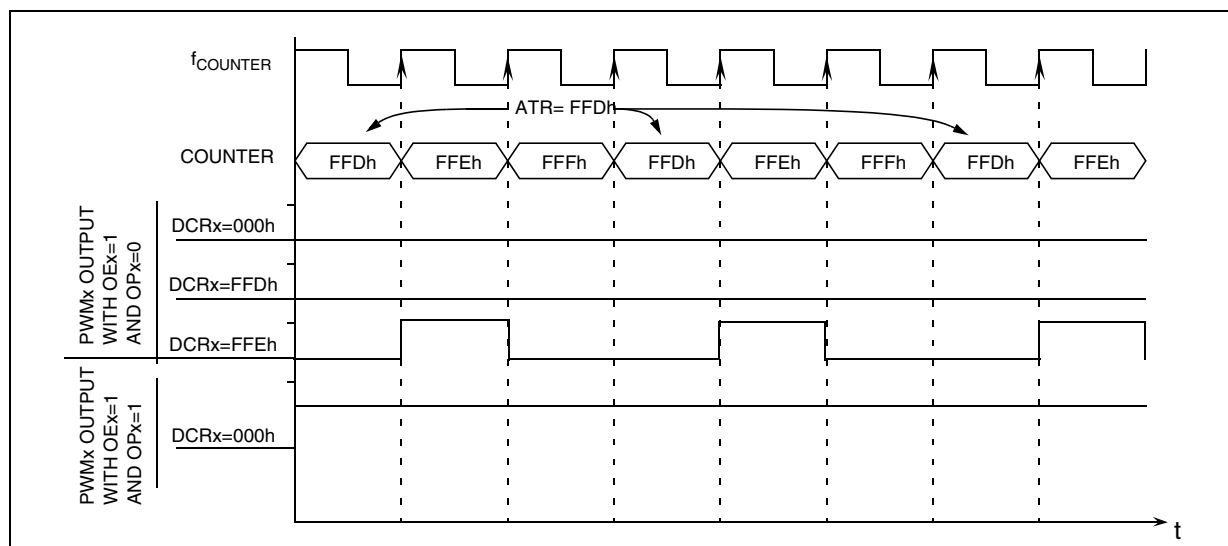 fCOUNTER
ATR= FFDh
COUNTER
FFDh FFEh FFFh FFDh FFEh FFFh FFDh FFEh
PWMx OUTPUT
WITH OEx=1
AND OPx=0
DCRx=000h
DCRx=FFDh
DCRx=FFEh
PWMx OUTPUT
WITH OEx=1
AND OPx=1
DCRx=000h
t